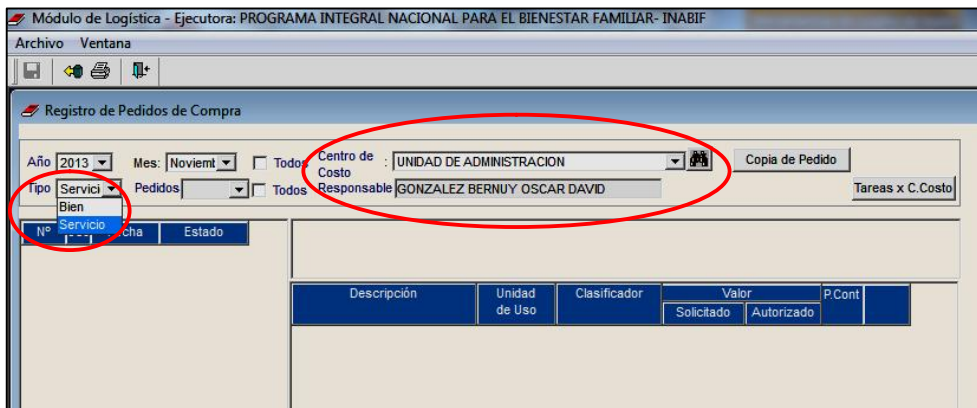 Módulo de Logística - Ejecutora: PROGRAMA INTEGRAL NACIONAL PARA EL BIENESTAR FAMILIAR- INABIF
Archivo Ventana
Registro de Pedidos de Compra
Año 2013 Mes: Noviemt Todos Centro de Costo : UNIDAD DE ADMINISTRACION Copia de Pedido
Tipo Servici Pedidos Todos Responsable GONZALEZ BERNUY OSCAR DAVID Tareas x C.Costo
Bien
Servicio
Nº Estado
Descripción Unidad de Uso Clasificador Valor P.Cont
Solicitado Autorizado